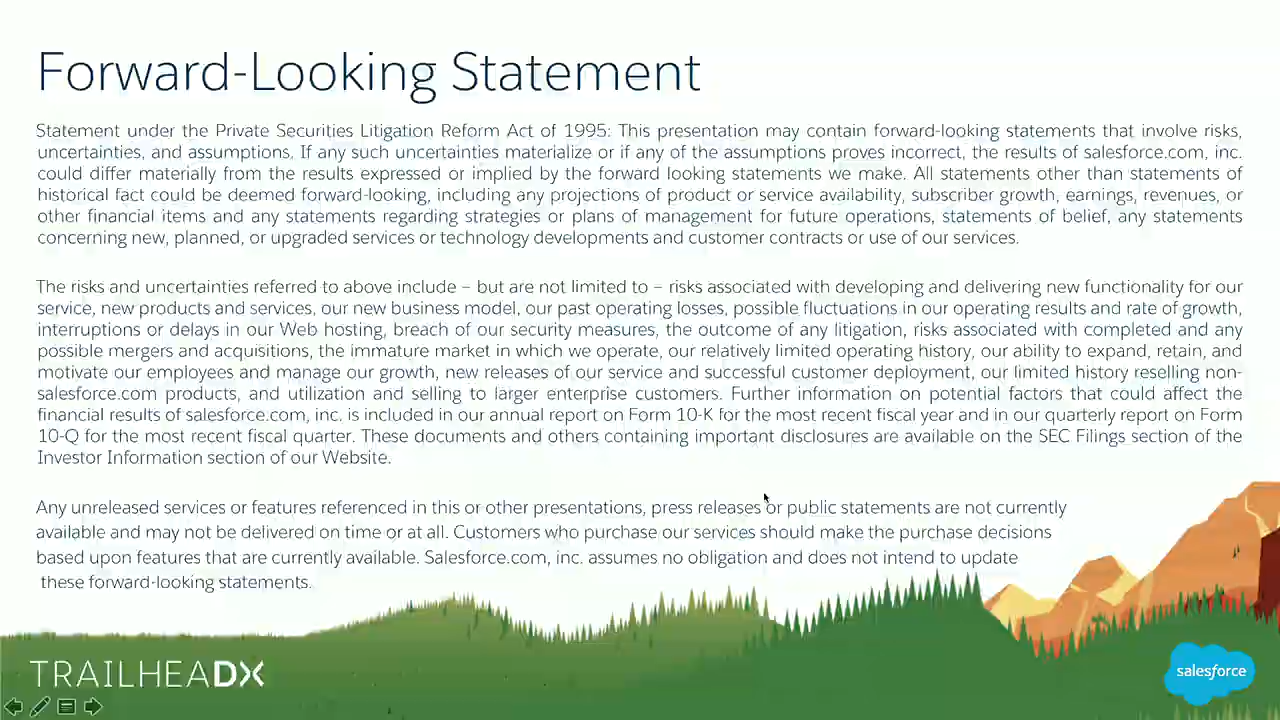 Forward-Looking Statement
Statement under the Private Securities Litigation Reform Act of 1995: This presentation may contain forward-looking statements that involve risks,
uncertainties, and assumptions. If any such uncertainties materialize or if any of the assumptions proves incorrect, the results of salesforce.com, inc.
could differ materially from the results expressed or implied by the forward looking statements we make. All statements other than statements of
historical fact could be deemed forward-looking, including any projections of product or service availability, subscriber growth, earnings, revenues, or
other financial items and any statements regarding strategies or plans of management for future operations, statements of belief, any statements
concerning new, planned, or upgraded services or technology developments and customer contracts or use of our services.
The risks and uncertainties referred to above include – but are not limited to – risks associated with developing and delivering new functionality for our
service, new products and services, our new business model, our past operating losses, possible fluctuations in our operating results and rate of growth,
interruptions or delays in our Web hosting, breach of our security measures, the outcome of any litigation, risks associated with completed and any
possible mergers and acquisitions, the immature market in which we operate, our relatively limited operating history, our ability to expand, retain, and
motivate our employees and manage our growth, new releases of our service and successful customer deployment, our limited history reselling non-
salesforce.com products, and utilization and selling to larger enterprise customers. Further information on potential factors that could affect the
financial results of salesforce.com, inc. is included in our annual report on Form 10-K for the most recent fiscal year and in our quarterly report on Form
10-Q for the most recent fiscal quarter. These documents and others containing important disclosures are available on the SEC Filings section of the
Investor Information section of our Website.
Any unreleased services or features referenced in this or other presentations, press releases or public statements are not currently
available and may not be delivered on time or at all. Customers who purchase our services should make the purchase decisions
based upon features that are currently available. Salesforce.com, inc. assumes no obligation and does not intend to update
these forward-looking statements.
TRAILHEADX
salesforce